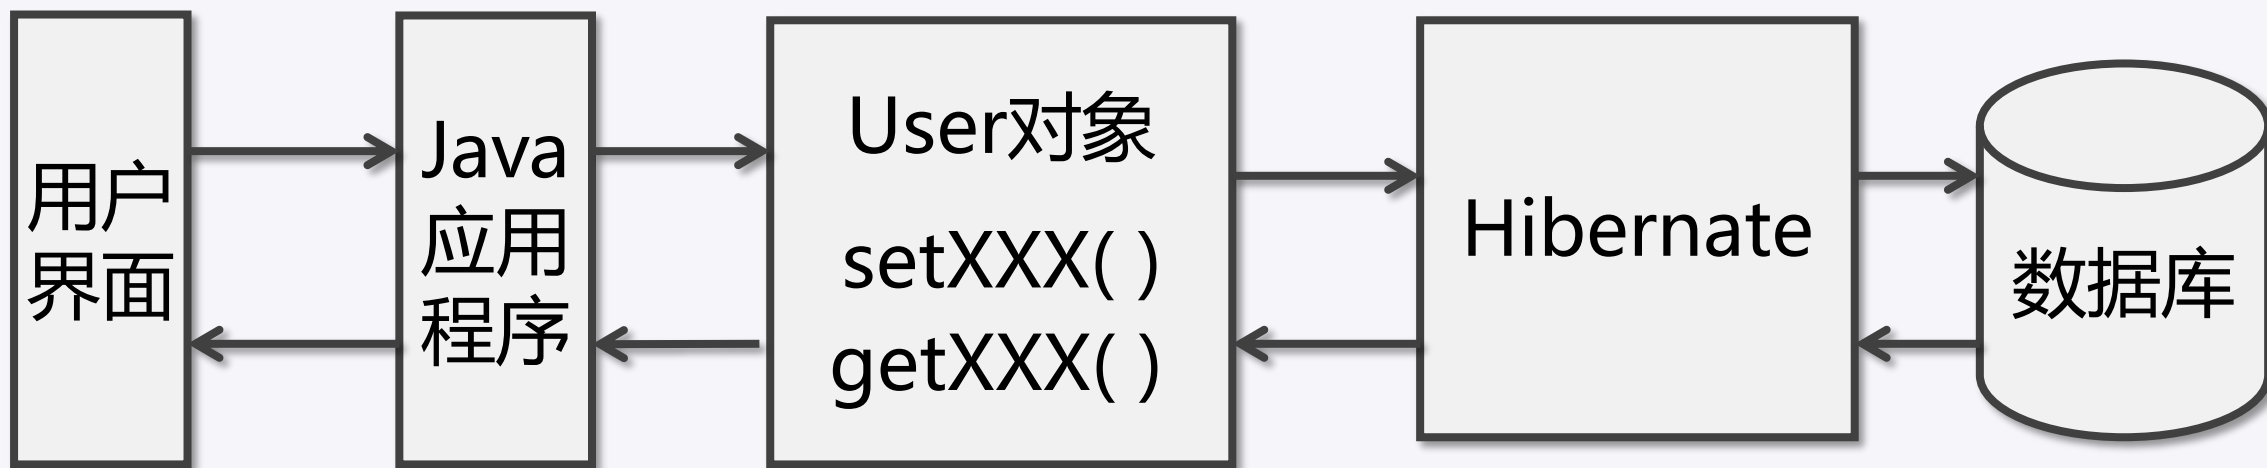 用户
界面
Java
应用
程序
User对象
setXXX( )
getXXX( )
Hibernate
数据库